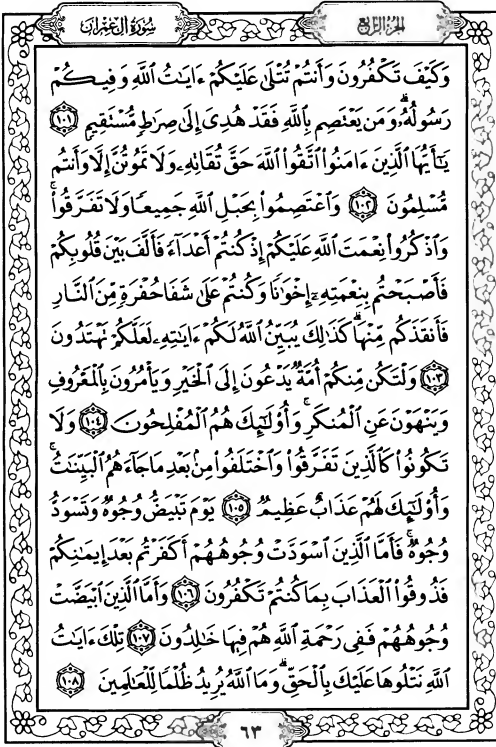 الجزء الرابع
سورة آل عمران
وَكَيْفَ تَكْفُرُونَ وَأَنتُمْ تُتْلَىٰ عَلَيْكُمْ ءَايَٰتُ ٱللَّهِ وَفِيكُمْ
رَسُولُهُۥۗ وَمَن يَعْتَصِم بِٱللَّهِ فَقَدْ هُدِىَ إِلَىٰ صِرَٰطٍ مُّسْتَقِيمٍ ١٠١
يَٰٓأَيُّهَا ٱلَّذِينَ ءَامَنُوا۟ ٱتَّقُوا۟ ٱللَّهَ حَقَّ تُقَاتِهِۦ وَلَا تَمُوتُنَّ إِلَّا وَأَنتُم
مُّسْلِمُونَ ١٠٢ وَٱعْتَصِمُوا۟ بِحَبْلِ ٱللَّهِ جَمِيعًا وَلَا تَفَرَّقُوا۟ۚ
وَٱذْكُرُوا۟ نِعْمَتَ ٱللَّهِ عَلَيْكُمْ إِذْ كُنتُمْ أَعْدَآءً فَأَلَّفَ بَيْنَ قُلُوبِكُمْ
فَأَصْبَحْتُم بِنِعْمَتِهِۦٓ إِخْوَٰنًا وَكُنتُمْ عَلَىٰ شَفَا حُفْرَةٍ مِّنَ ٱلنَّارِ
فَأَنقَذَكُم مِّنْهَاۗ كَذَٰلِكَ يُبَيِّنُ ٱللَّهُ لَكُمْ ءَايَٰتِهِۦ لَعَلَّكُمْ تَهْتَدُونَ
١٠٣ وَلْتَكُن مِّنكُمْ أُمَّةٌ يَدْعُونَ إِلَى ٱلْخَيْرِ وَيَأْمُرُونَ بِٱلْمَعْرُوفِ
وَيَنْهَوْنَ عَنِ ٱلْمُنكَرِۚ وَأُو۟لَٰٓئِكَ هُمُ ٱلْمُفْلِحُونَ ١٠٤ وَلَا
تَكُونُوا۟ كَٱلَّذِينَ تَفَرَّقُوا۟ وَٱخْتَلَفُوا۟ مِنۢ بَعْدِ مَا جَآءَهُمُ ٱلْبَيِّنَٰتُۚ
وَأُو۟لَٰٓئِكَ لَهُمْ عَذَابٌ عَظِيمٌ ١٠٥ يَوْمَ تَبْيَضُّ وُجُوهٌ وَتَسْوَدُّ
وُجُوهٌۚ فَأَمَّا ٱلَّذِينَ ٱسْوَدَّتْ وُجُوهُهُمْ أَكَفَرْتُم بَعْدَ إِيمَٰنِكُمْ
فَذُوقُوا۟ ٱلْعَذَابَ بِمَا كُنتُمْ تَكْفُرُونَ ١٠٦ وَأَمَّا ٱلَّذِينَ ٱبْيَضَّتْ
وُجُوهُهُمْ فَفِى رَحْمَةِ ٱللَّهِ هُمْ فِيهَا خَٰلِدُونَ ١٠٧ تِلْكَ ءَايَٰتُ
ٱللَّهِ نَتْلُوهَا عَلَيْكَ بِٱلْحَقِّۗ وَمَا ٱللَّهُ يُرِيدُ ظُلْمًا لِّلْعَٰلَمِينَ ١٠٨
٦٣